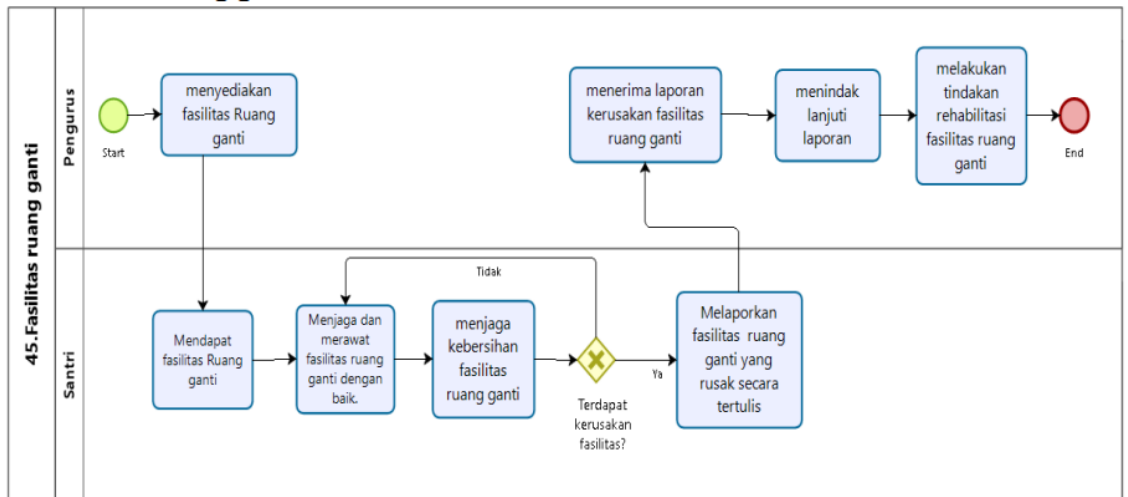 45.Fasilitas ruang ganti
Pengurus
Start
menyediakan
fasilitas Ruang
ganti
menerima laporan
kerusakan fasilitas
ruang ganti
menindak
lanjuti
laporan
melakukan
tindakan
rehabilitasi
fasilitas ruang
ganti
End
Santri
Mendapat
fasilitas Ruang
ganti
Menjaga dan
merawat
fasilitas ruang
ganti dengan
baik.
menjaga
kebersihan
fasilitas
ruang ganti
Tidak
Terdapat
kerusakan
fasilitas?
Ya
Melaporkan
fasilitas ruang
ganti yang
rusak secara
tertulis